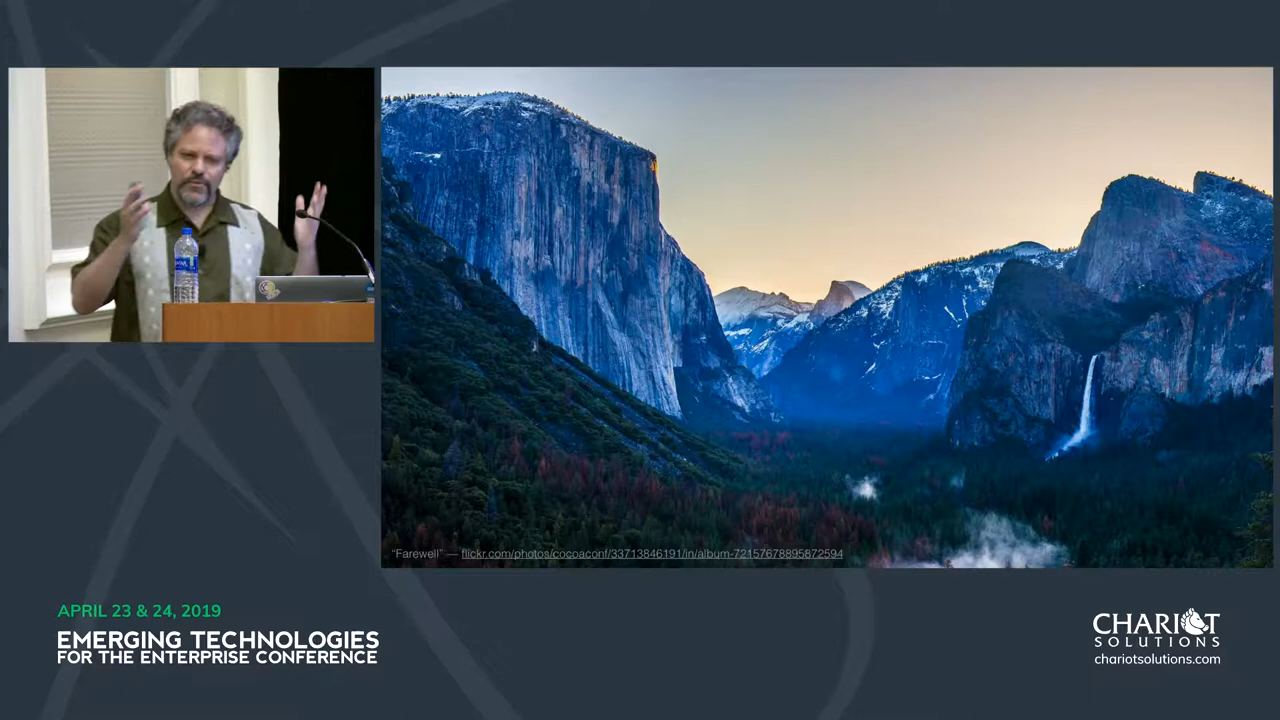 "Farewell" — flickr.com/photos/cocoaconf/33713846191/in/album-72157678895872594
APRIL 23 & 24, 2019
EMERGING TECHNOLOGIES
FOR THE ENTERPRISE CONFERENCE
CHARIOT
SOLUTIONS
chariotsolutions.com